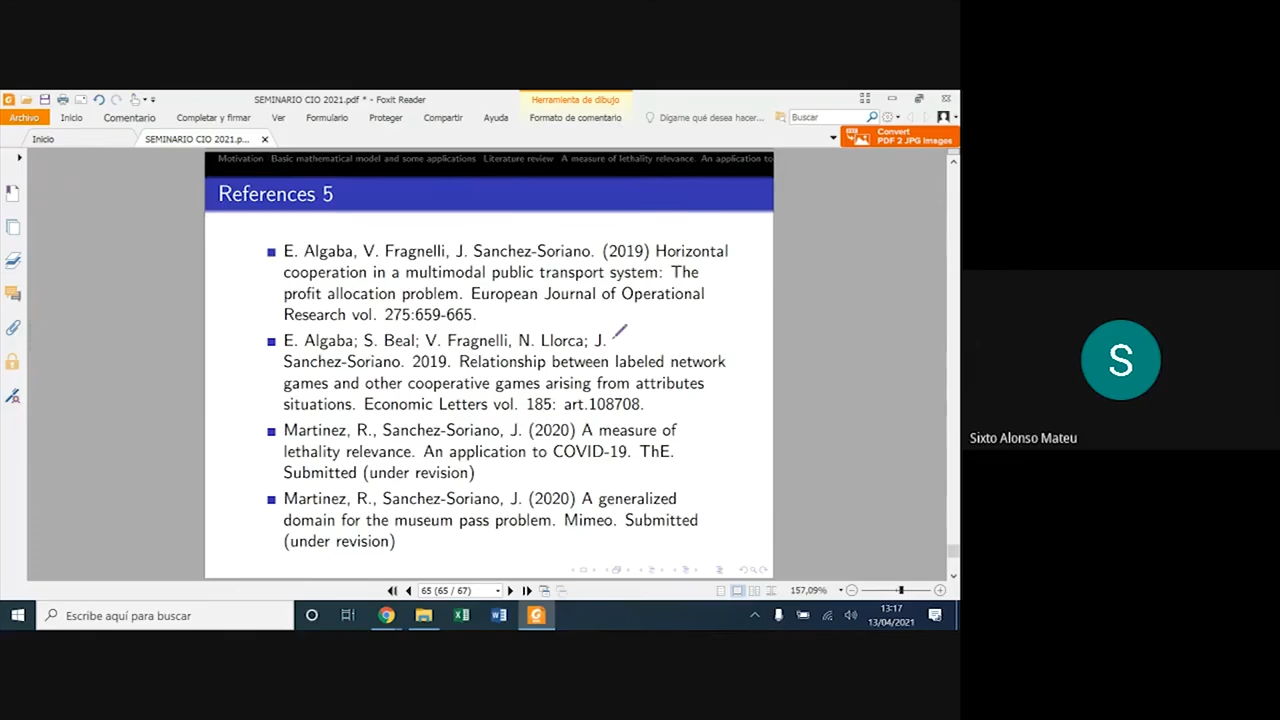 SEMINARIO CIO 2021.pdf * - Foxit Reader
Herramienta de dibujo
Archivo Inicio Comentario Completar y firmar Ver Formulario Proteger Compartir Ayuda Formato de comentario Dígame qué desea hacer... Buscar
Inicio SEMINARIO CIO 2021.p...
Convert
PDF 2 JPG Images
Motivation Basic mathematical model and some applications Literature review A measure of lethality relevance. An application to
References 5
E. Algaba, V. Fragnelli, J. Sanchez-Soriano. (2019) Horizontal
cooperation in a multimodal public transport system: The
profit allocation problem. European Journal of Operational
Research vol. 275:659-665.
E. Algaba; S. Beal; V. Fragnelli, N. Llorca; J.
Sanchez-Soriano. 2019. Relationship between labeled network
games and other cooperative games arising from attributes
situations. Economic Letters vol. 185: art.108708.
Martinez, R., Sanchez-Soriano, J. (2020) A measure of
lethality relevance. An application to COVID-19. ThE.
Submitted (under revision)
Martinez, R., Sanchez-Soriano, J. (2020) A generalized
domain for the museum pass problem. Mimeo. Submitted
(under revision)
65 (65 / 67)
157,09%
Escribe aquí para buscar
13:17
13/04/2021
S
Sixto Alonso Mateu